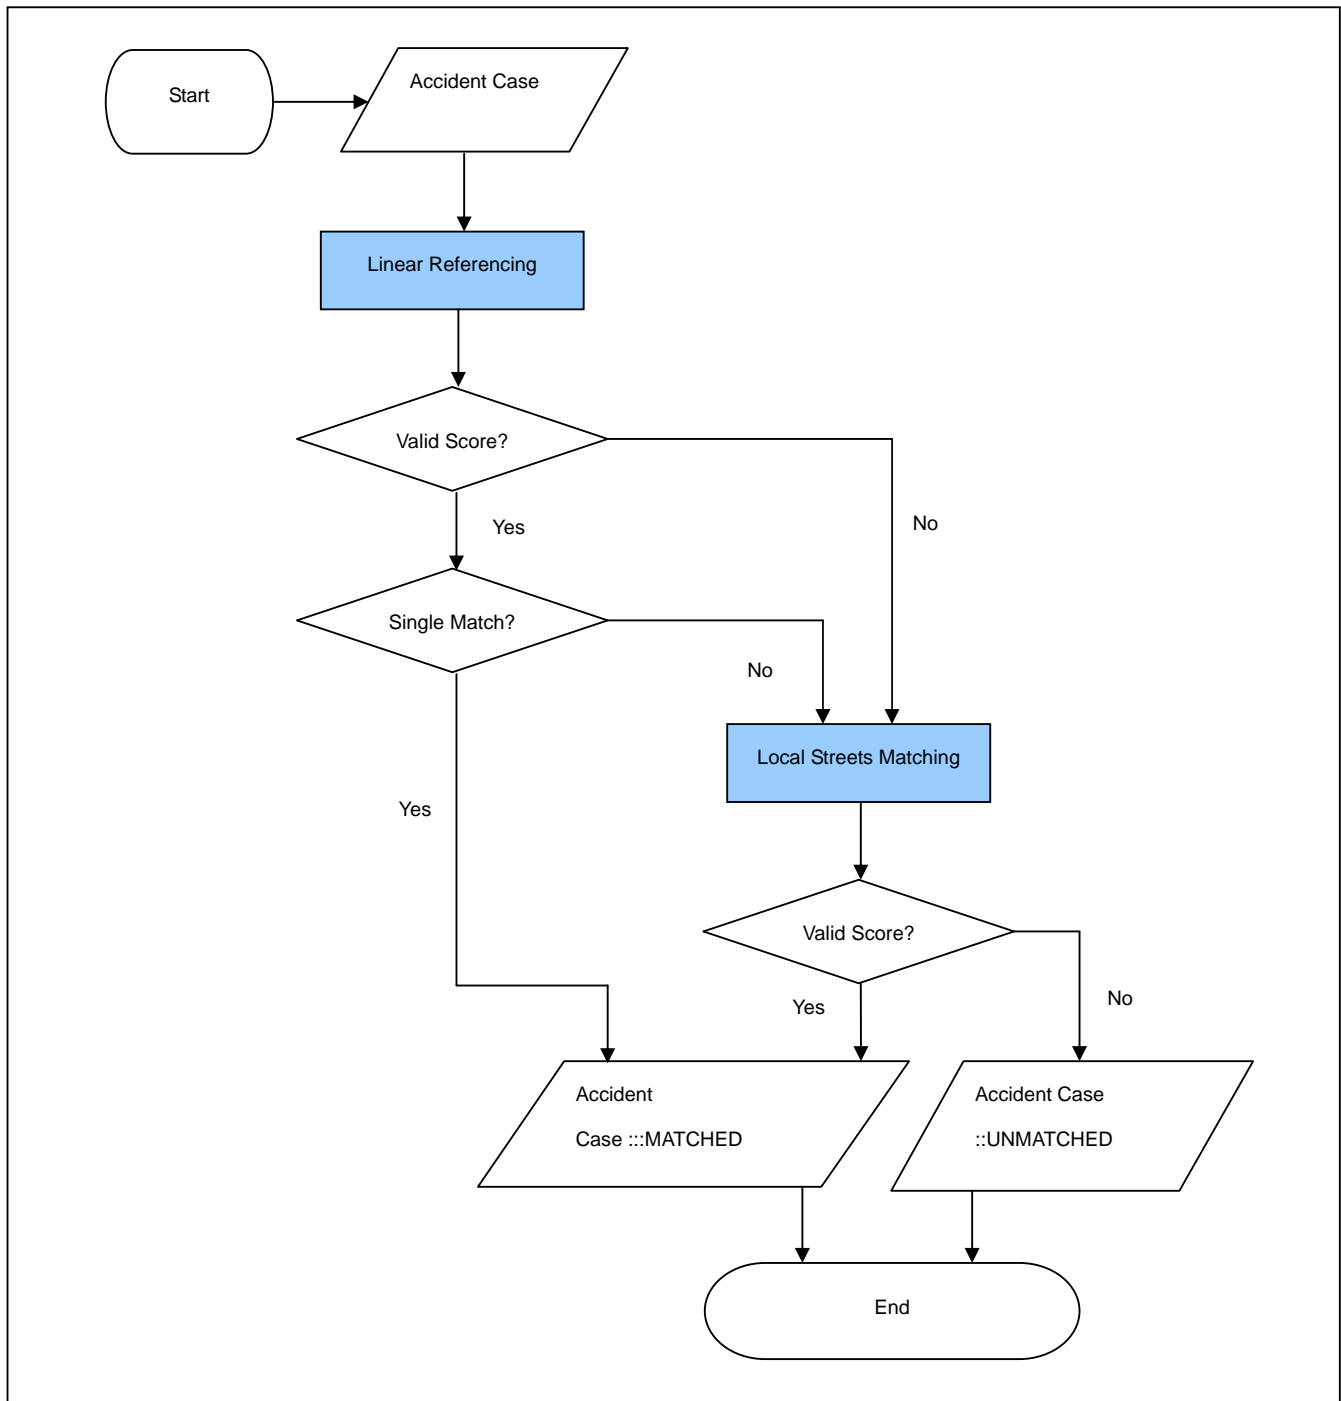 Start
Accident Case
Linear Referencing
Valid Score?
Yes
No
Single Match?
No
Local Streets Matching
Yes
Valid Score?
Yes
No
Accident
Case :::MATCHED
Accident Case
::UNMATCHED
End